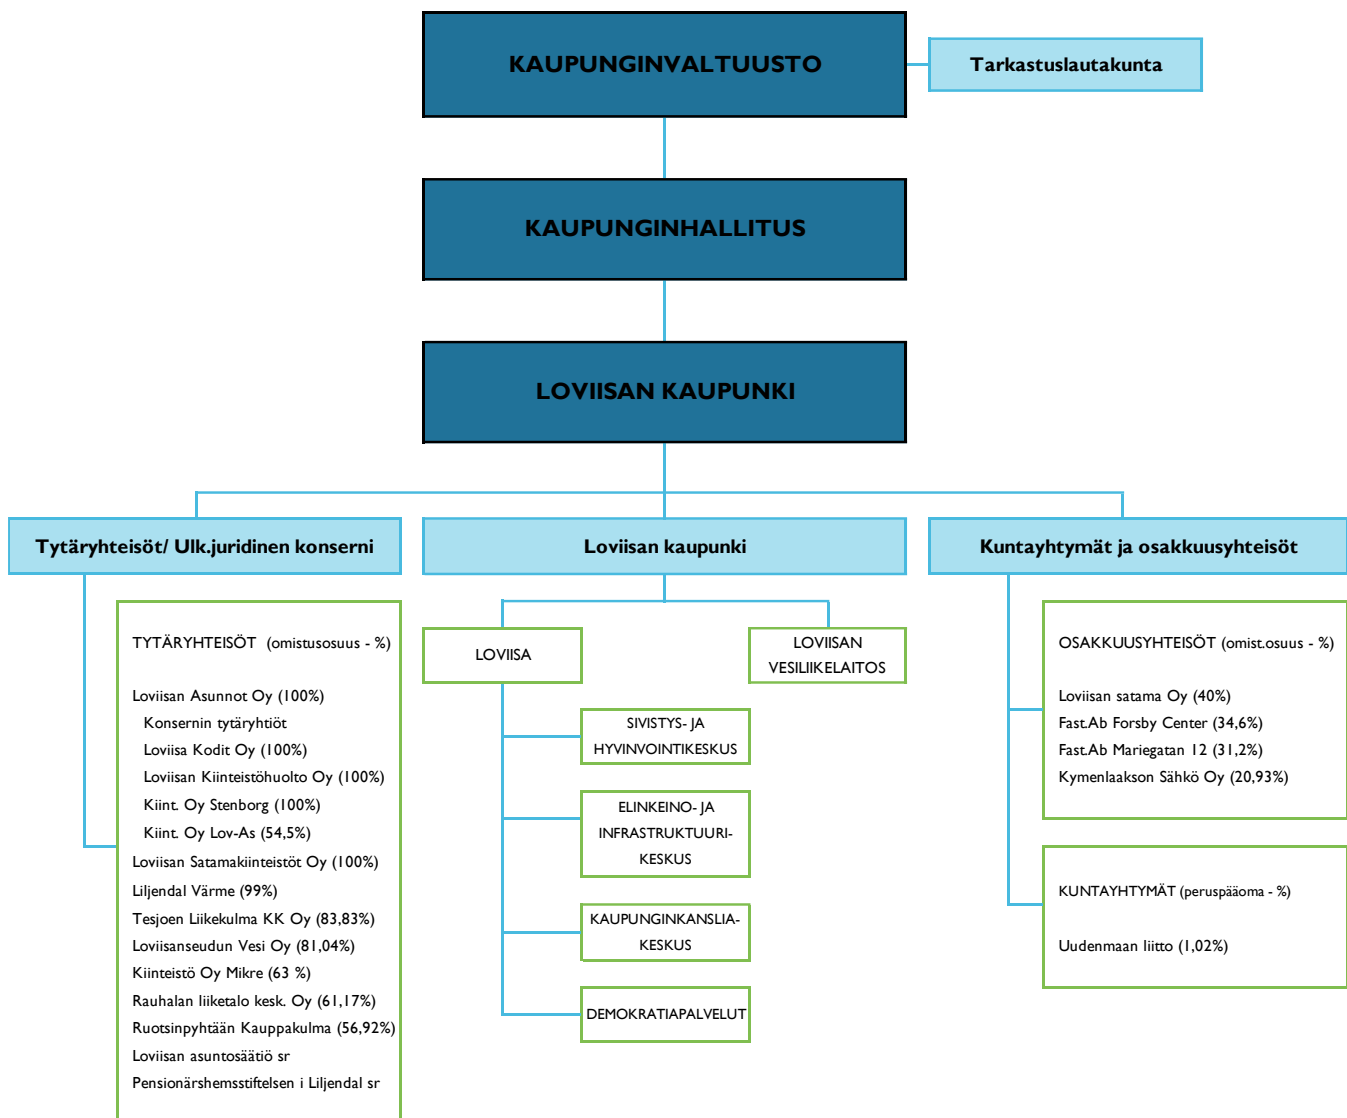 KAUPUNGINVALTUUSTO
Tarkastuslautakunta
KAUPUNGINHALLITUS
LOVIISAN KAUPUNKI
Tytäryhteisöt/ Ulk.juridinen konserni
TYTÄRYHTEISÖT (omistusosuus - %)
Loviisan Asunnot Oy (100%)
Konsernin tytäryhtiöt
Loviisa Kodit Oy (100%)
Loviisan Kiinteistöhuolto Oy (100%)
Kiint. Oy Stenborg (100%)
Kiint. Oy Lov-As (54,5%)
Loviisan Satamakiinteistöt Oy (100%)
Liljendal Värme (99%)
Tesjoen Liikekulma KK Oy (83,83%)
Loviisanseudun Vesi Oy (81,04%)
Kiinteistö Oy Mikre (63 %)
Rauhalan liiketalo kesk. Oy (61,17%)
Ruotsinpyhtään Kauppakulma (56,92%)
Loviisan asuntosäätiö sr
Pensionärshemsstiftelsen i Liljendal sr
Loviisan kaupunki
LOVIISA
LOVIISAN
VESILIIKELAITOS
SIVISTYS- JA
HYVINVOINTIKESKUS
ELINKEINO- JA
INFRASTRUKTUURI-
KESKUS
KAUPUNGINKANSLIA-
KESKUS
DEMOKRATIAPALVELUT
Kuntayhtymät ja osakkuusyhteisöt
OSAKKUUSYHTEISÖT (omist.osuus - %)
Loviisan satama Oy (40%)
Fast.Ab Forsby Center (34,6%)
Fast.Ab Mariegatan 12 (31,2%)
Kymenlaakson Sähkö Oy (20,93%)
KUNTAYHTYMÄT (peruspääoma - %)
Uudenmaan liitto (1,02%)